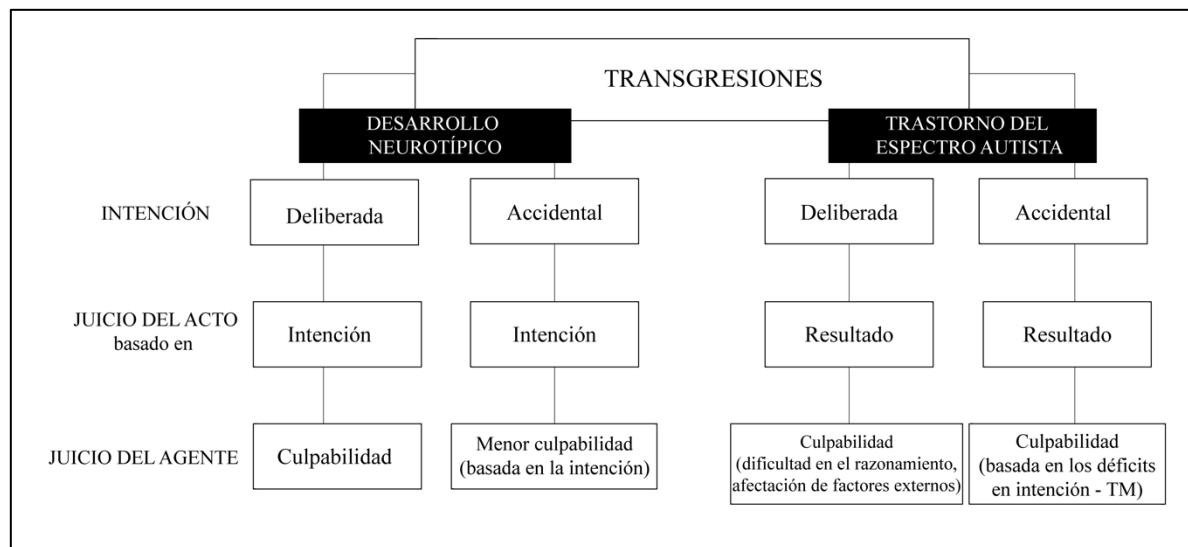 TRANSGRESIONES
DESARROLLO
NEUROTÍPICO
TRASTORNO DEL
ESPECTRO AUTISTA
INTENCIÓN
Deliberada
Accidental
Deliberada
Accidental
JUICIO DEL ACTO
basado en
Intención
Intención
Resultado
Resultado
JUICIO DEL AGENTE
Culpabilidad
Menor culpabilidad
(basada en la intención)
Culpabilidad
(dificultad en el razonamiento,
afectación de factores externos)
Culpabilidad
(basada en los déficits
en intención - TM)